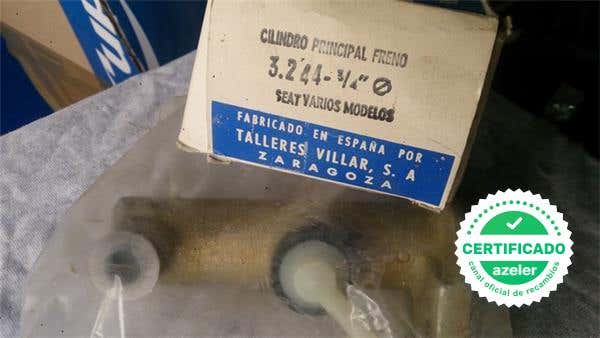 CILINDRO PRINCIPAL FRENO
3.244-3/4" Ø
SEAT VARIOS MODELOS
FABRICADO EN ESPAÑA POR
TALLERES VILLAR, S. A
ZARAGOZA
CERTIFICADO
azeler
canal oficial de recambios